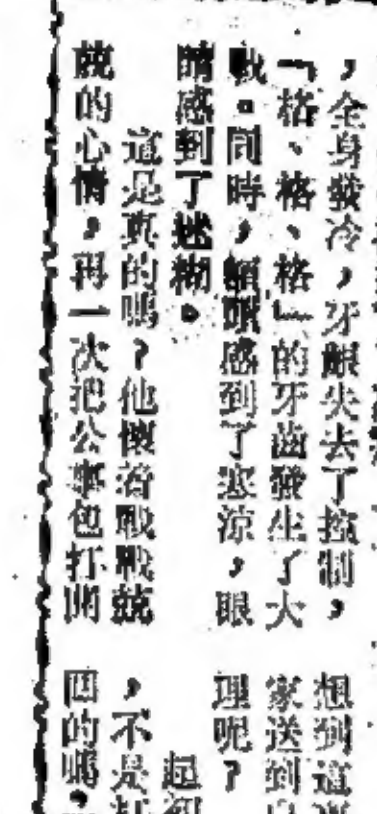 ，全身發冷，牙齦失去了控制，
「格、格、格」的牙齒發生了大
戰。同時，額頭感到了寒涼，眼
睛感到了迷糊。
這是真的嗎？他懷着戰戰兢
兢的心情，再一次把公事包打開
想到這
家送到
理呢？
起
，不是
四的嗎，